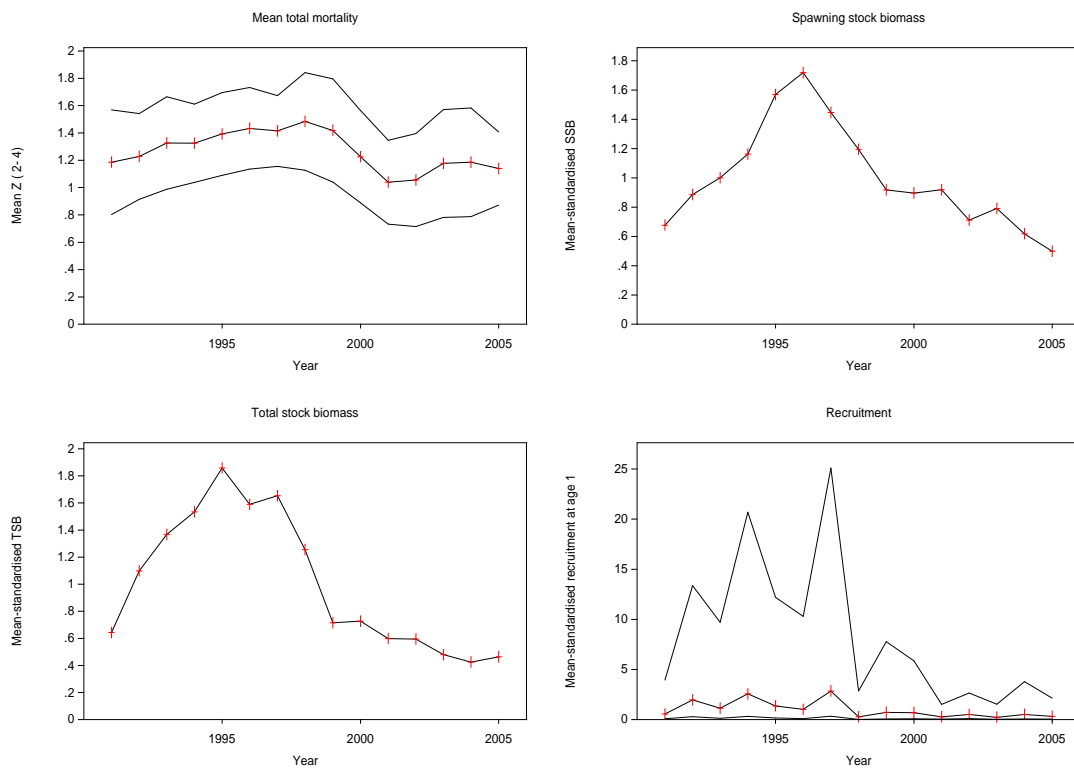 Mean total mortality
2
1.8
1.6
1.4
1.2
1
.8
.6
.4
.2
0
Mean Z ( 2- 4)
1995 2000 2005
Year
Spawning stock biomass
1.8
1.6
1.4
1.2
1
.8
.6
.4
.2
0
Mean-standardised SSB
1995 2000 2005
Year
Total stock biomass
2
1.8
1.6
1.4
1.2
1
.8
.6
.4
.2
0
Mean-standardised TSB
1995 2000 2005
Year
Recruitment
25
20
15
10
5
0
Mean-standardised recruitment at age 1
1995 2000 2005
Year